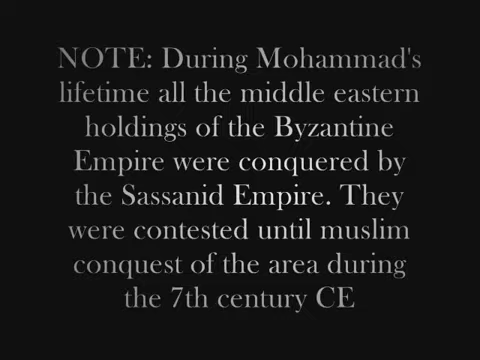 NOTE: During Mohammad's
lifetime all the middle eastern
holdings of the Byzantine
Empire were conquered by
the Sassanid Empire. They
were contested until muslim
conquest of the area during
the 7th century CE